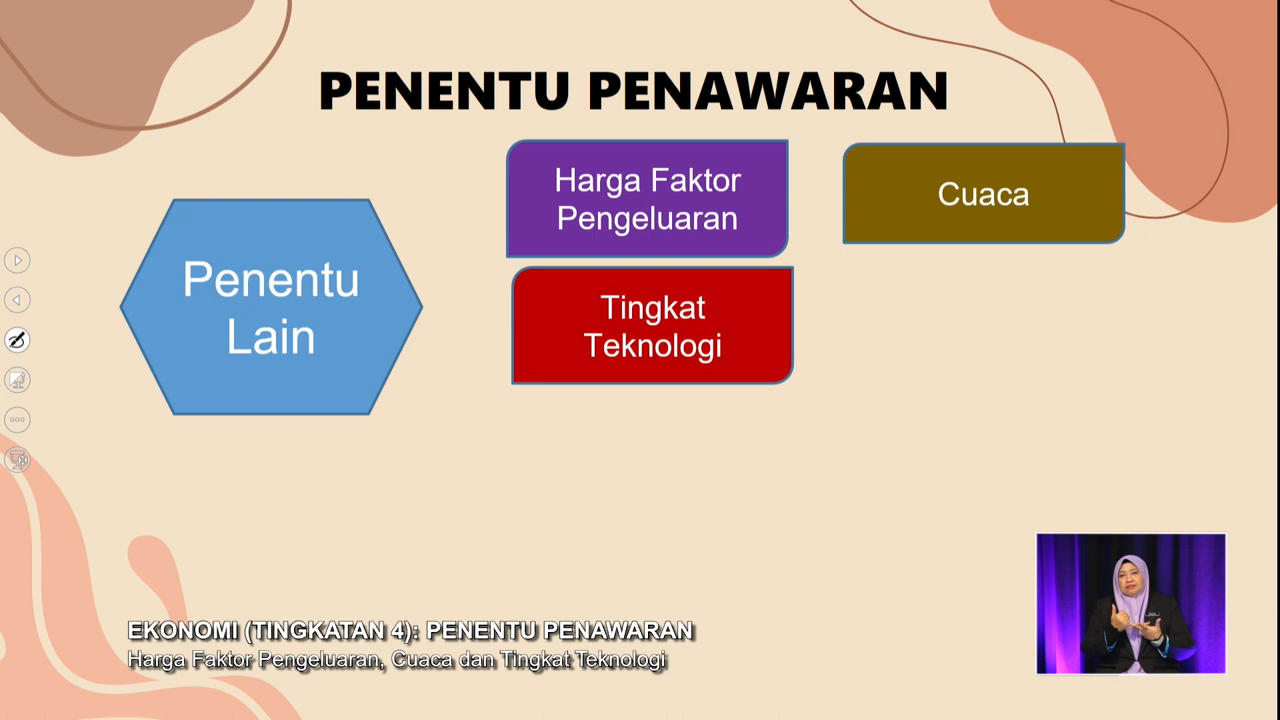 PENENTU PENAWARAN
Penentu
Lain
Harga Faktor
Pengeluaran
Cuaca
Tingkat
Teknologi
EKONOMI (TINGKATAN 4): PENENTU PENAWARAN
Harga Faktor Pengeluaran, Cuaca dan Tingkat Teknologi